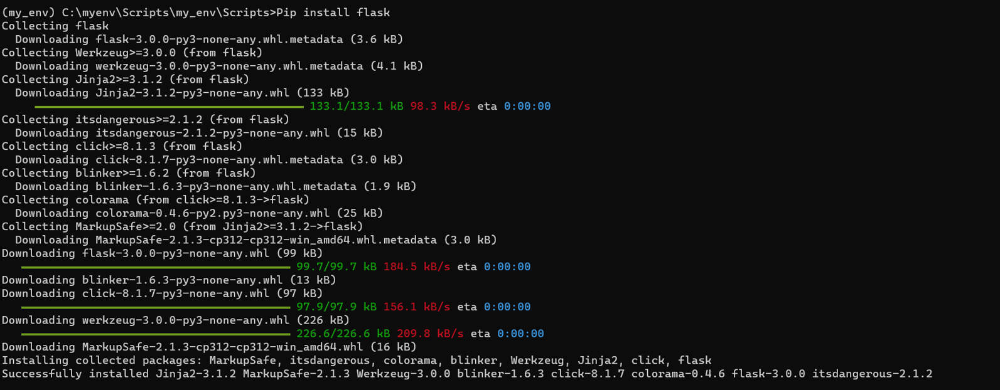 (my_env) C:\myenv\Scripts\my_env\Scripts>Pip install flask
Collecting flask
Downloading flask-3.0.0-py3-none-any.whl.metadata (3.6 kB)
Collecting Werkzeug>=3.0.0 (from flask)
Downloading werkzeug-3.0.0-py3-none-any.whl.metadata (4.1 kB)
Collecting Jinja2>=3.1.2 (from flask)
Downloading Jinja2-3.1.2-py3-none-any.whl (133 kB)
133.1/133.1 kB 98.3 kB/s eta 0:00:00
Collecting itsdangerous>=2.1.2 (from flask)
Downloading itsdangerous-2.1.2-py3-none-any.whl (15 kB)
Collecting click>=8.1.3 (from flask)
Downloading click-8.1.7-py3-none-any.whl.metadata (3.0 kB)
Collecting blinker>=1.6.2 (from flask)
Downloading blinker-1.6.3-py3-none-any.whl.metadata (1.9 kB)
Collecting colorama (from click>=8.1.3->flask)
Downloading colorama-0.4.6-py2.py3-none-any.whl (25 kB)
Collecting MarkupSafe>=2.0 (from Jinja2>=3.1.2->flask)
Downloading MarkupSafe-2.1.3-cp312-cp312-win_amd64.whl.metadata (3.0 kB)
Downloading flask-3.0.0-py3-none-any.whl (99 kB)
99.7/99.7 kB 184.5 kB/s eta 0:00:00
Downloading blinker-1.6.3-py3-none-any.whl (13 kB)
Downloading click-8.1.7-py3-none-any.whl (97 kB)
97.9/97.9 kB 156.1 kB/s eta 0:00:00
Downloading werkzeug-3.0.0-py3-none-any.whl (226 kB)
226.6/226.6 kB 209.8 kB/s eta 0:00:00
Downloading MarkupSafe-2.1.3-cp312-cp312-win_amd64.whl (16 kB)
Installing collected packages: MarkupSafe, itsdangerous, colorama, blinker, Werkzeug, Jinja2, click, flask
Successfully installed Jinja2-3.1.2 MarkupSafe-2.1.3 Werkzeug-3.0.0 blinker-1.6.3 click-8.1.7 colorama-0.4.6 flask-3.0.0 itsdangerous-2.1.2